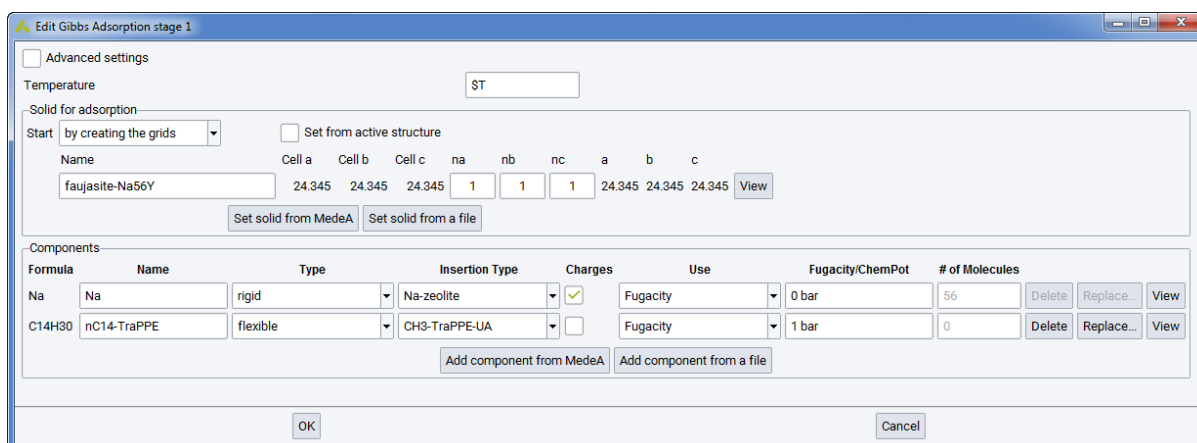 Edit Gibbs Adsorption stage 1
Advanced settings
Temperature $T
Solid for adsorption
Start by creating the grids Set from active structure
Name Cell a Cell b Cell c na nb nc a b c
faujasite-Na56Y 24.345 24.345 24.345 1 1 1 24.345 24.345 24.345 View
Set solid from MedeA Set solid from a file
Components
Formula Name Type Insertion Type Charges Use Fugacity/ChemPot # of Molecules
Na Na rigid Na-zeolite Fugacity 0 bar 56 Delete Replace... View
C14H30 nC14-TraPPE flexible CH3-TraPPE-UA Fugacity 1 bar 0 Delete Replace... View
Add component from MedeA Add component from a file
OK Cancel